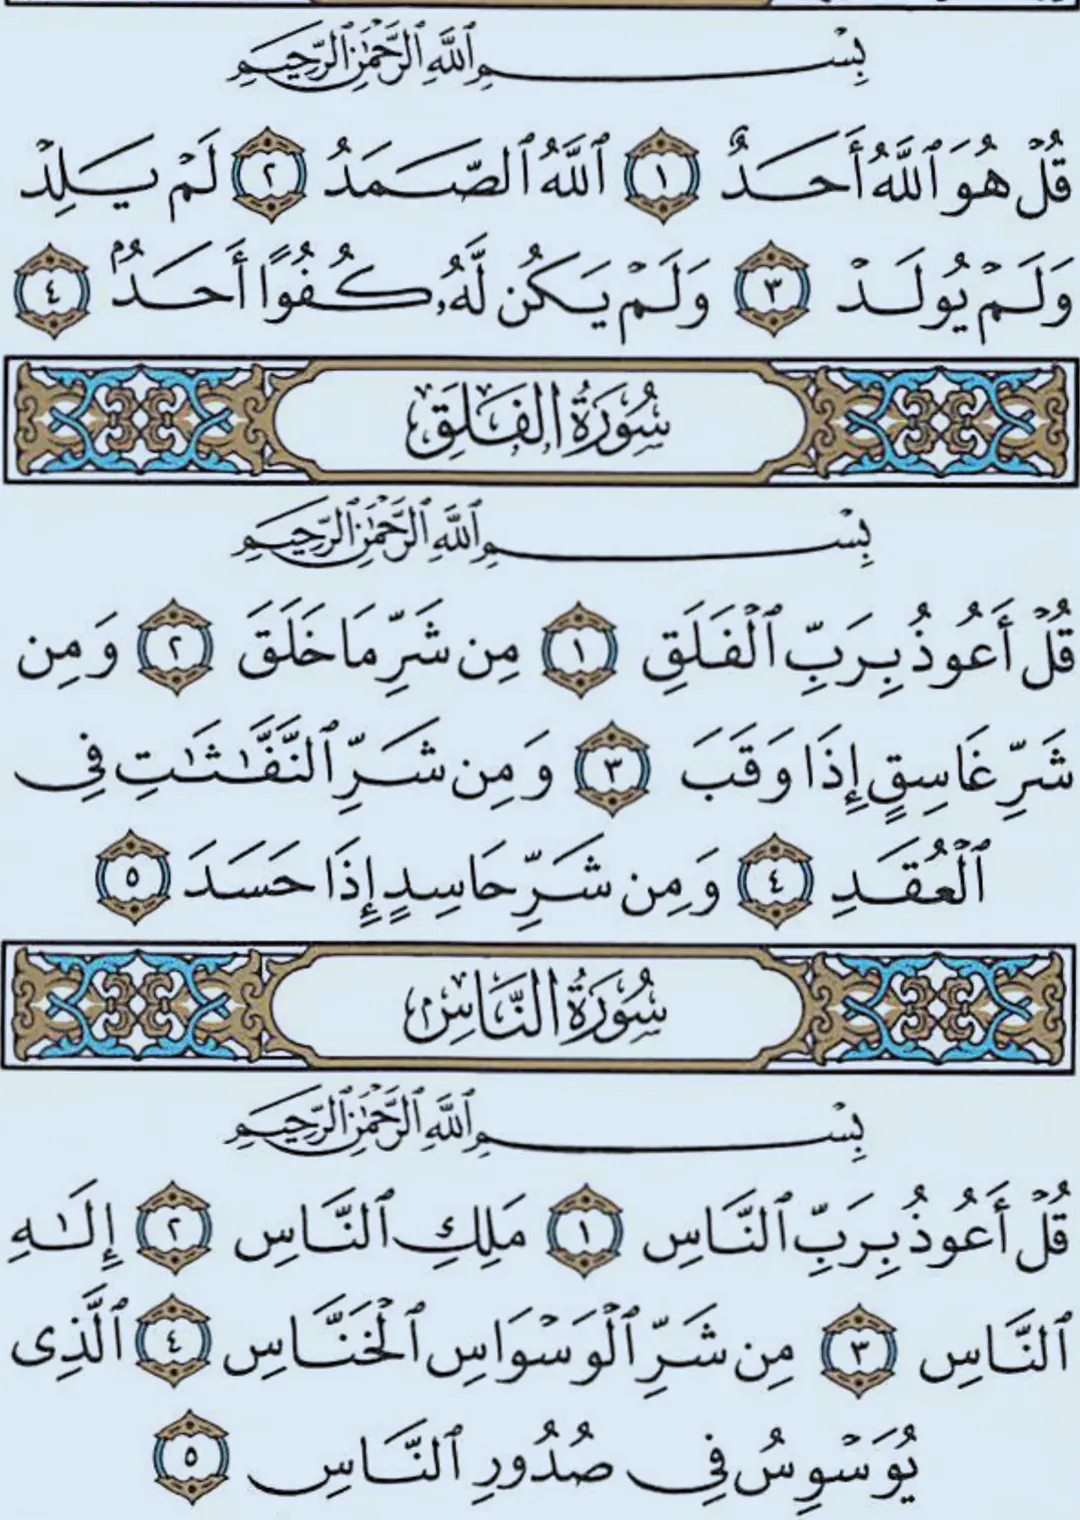 بِسْمِ ٱللَّهِ ٱلرَّحْمَٰنِ ٱلرَّحِيمِ
قُلْ هُوَ ٱللَّهُ أَحَدٌ ١ ٱللَّهُ ٱلصَّمَدُ ٢ لَمْ يَلِدْ
وَلَمْ يُولَدْ ٣ وَلَمْ يَكُن لَّهُۥ كُفُوًا أَحَدٌۢ ٤
سُورَةُ الفَلَقِ
بِسْمِ ٱللَّهِ ٱلرَّحْمَٰنِ ٱلرَّحِيمِ
قُلْ أَعُوذُ بِرَبِّ ٱلْفَلَقِ ١ مِن شَرِّ مَا خَلَقَ ٢ وَمِن
شَرِّ غَاسِقٍ إِذَا وَقَبَ ٣ وَمِن شَرِّ ٱلنَّفَّٰثَٰتِ فِى
ٱلْعُقَدِ ٤ وَمِن شَرِّ حَاسِدٍ إِذَا حَسَدَ ٥
سُورَةُ النَّاسِ
بِسْمِ ٱللَّهِ ٱلرَّحْمَٰنِ ٱلرَّحِيمِ
قُلْ أَعُوذُ بِرَبِّ ٱلنَّاسِ ١ مَلِكِ ٱلنَّاسِ ٢ إِلَٰهِ
ٱلنَّاسِ ٣ مِن شَرِّ ٱلْوَسْوَاسِ ٱلْخَنَّاسِ ٤ ٱلَّذِى
يُوَسْوِسُ فِى صُدُورِ ٱلنَّاسِ ٥